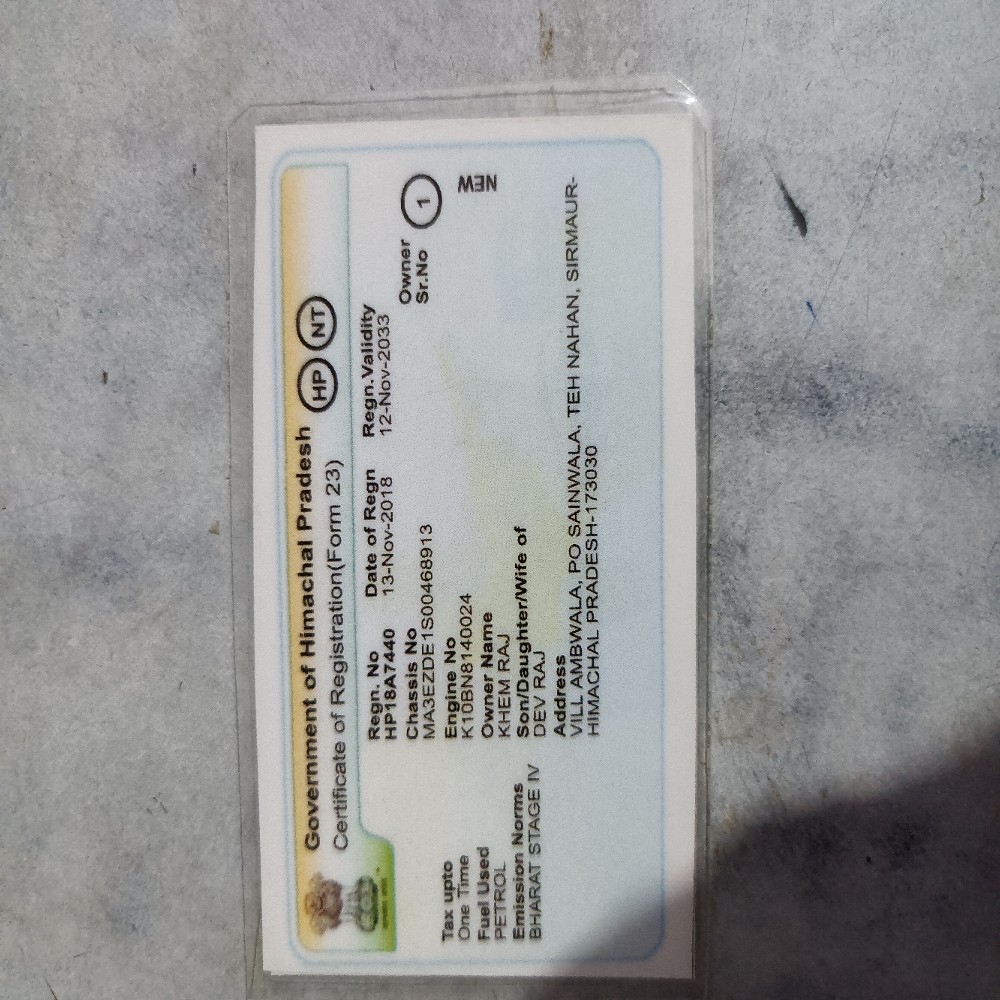 Government of Himachal Pradesh
Certificate of Registration(Form 23)
HP NT
Regn. No Date of Regn Regn.Validity
HP18A7440 13-Nov-2018 12-Nov-2033
Chassis No
MA3EZDE1S00468913
Owner
Sr.No
1
Engine No
K10BN8140024
NEW
Owner Name
KHEM RAJ
Son/Daughter/Wife of
DEV RAJ
Address
VILL AMBWALA, PO SAINWALA, TEH NAHAN, SIRMAUR-
HIMACHAL PRADESH-173030
Tax upto
One Time
Fuel Used
PETROL
Emission Norms
BHARAT STAGE IV